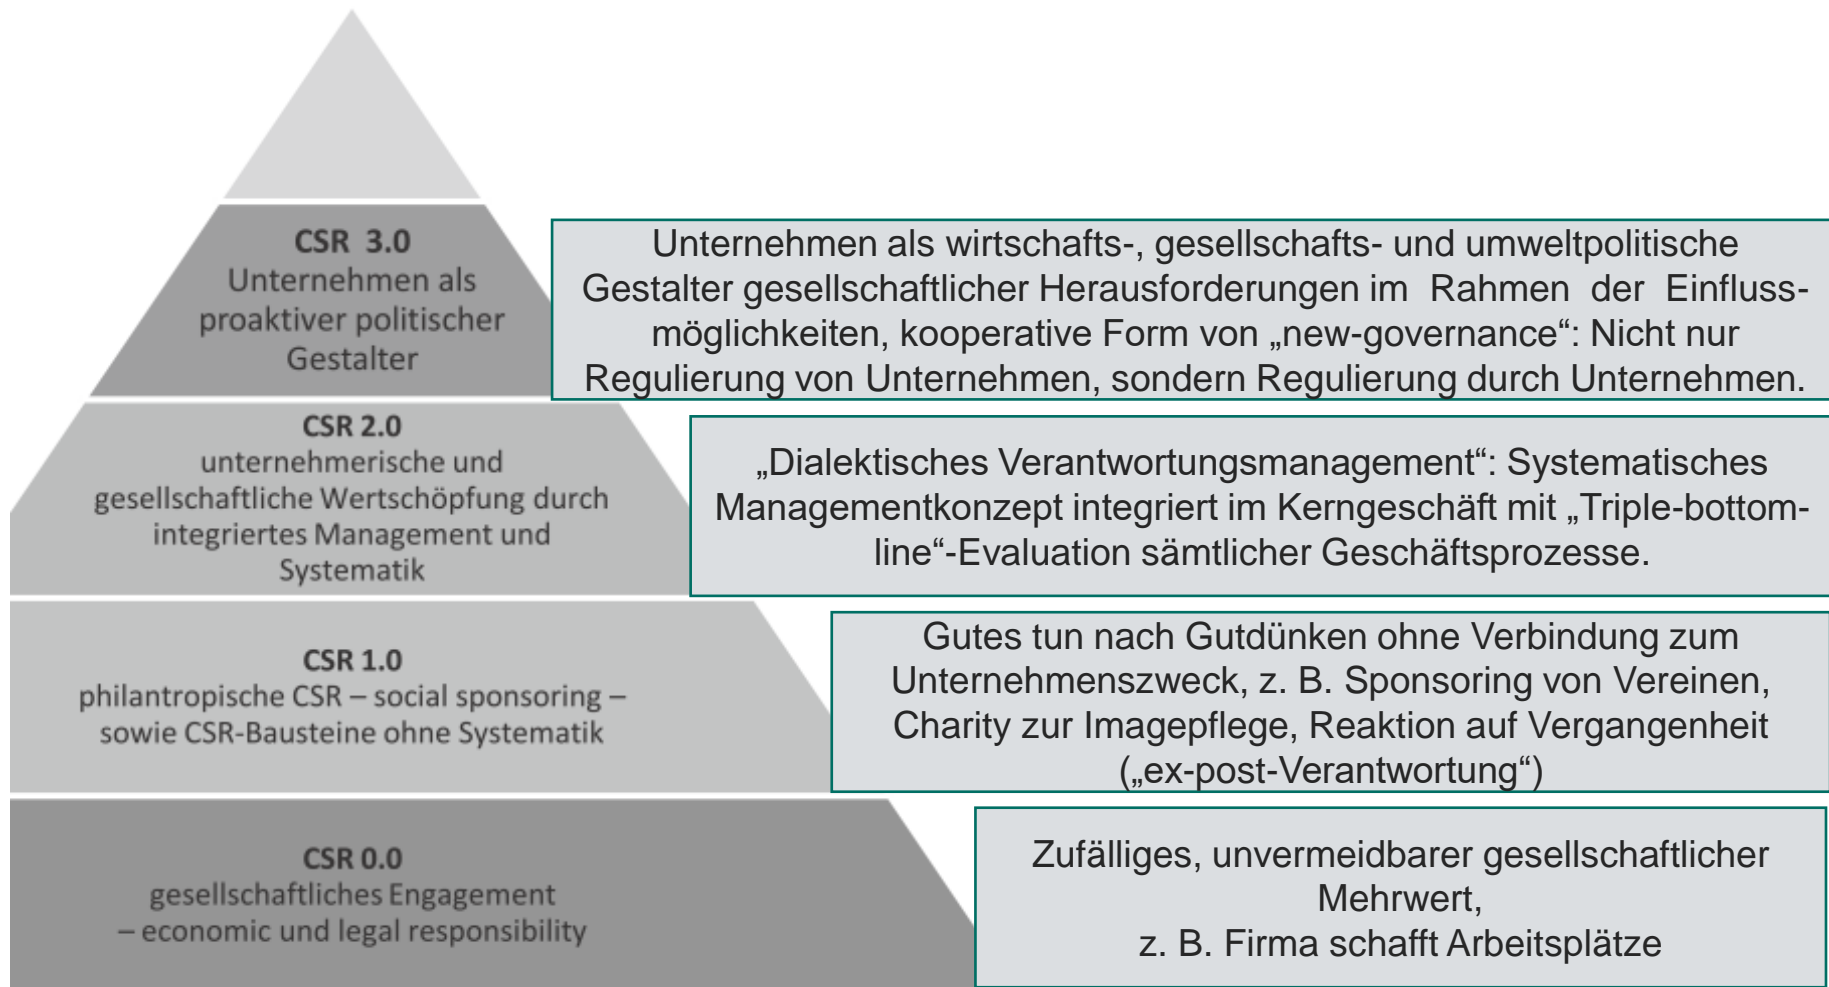 CSR 3.0
Unternehmen als
proaktiver politischer
Gestalter
Unternehmen als wirtschafts-, gesellschafts- und umweltpolitische
Gestalter gesellschaftlicher Herausforderungen im Rahmen der Einfluss-
möglichkeiten, kooperative Form von „new-governance“: Nicht nur
Regulierung von Unternehmen, sondern Regulierung durch Unternehmen.
CSR 2.0
unternehmerische und
gesellschaftliche Wertschöpfung durch
integriertes Management und
Systematik
„Dialektisches Verantwortungsmanagement“: Systematisches
Managementkonzept integriert im Kerngeschäft mit „Triple-bottom-
line“-Evaluation sämtlicher Geschäftsprozesse.
CSR 1.0
philantropische CSR – social sponsoring –
sowie CSR-Bausteine ohne Systematik
Gutes tun nach Gutdünken ohne Verbindung zum
Unternehmenszweck, z. B. Sponsoring von Vereinen,
Charity zur Imagepflege, Reaktion auf Vergangenheit
(„ex-post-Verantwortung“)
CSR 0.0
gesellschaftliches Engagement
– economic und legal responsibility
Zufälliges, unvermeidbarer gesellschaftlicher
Mehrwert,
z. B. Firma schafft Arbeitsplätze